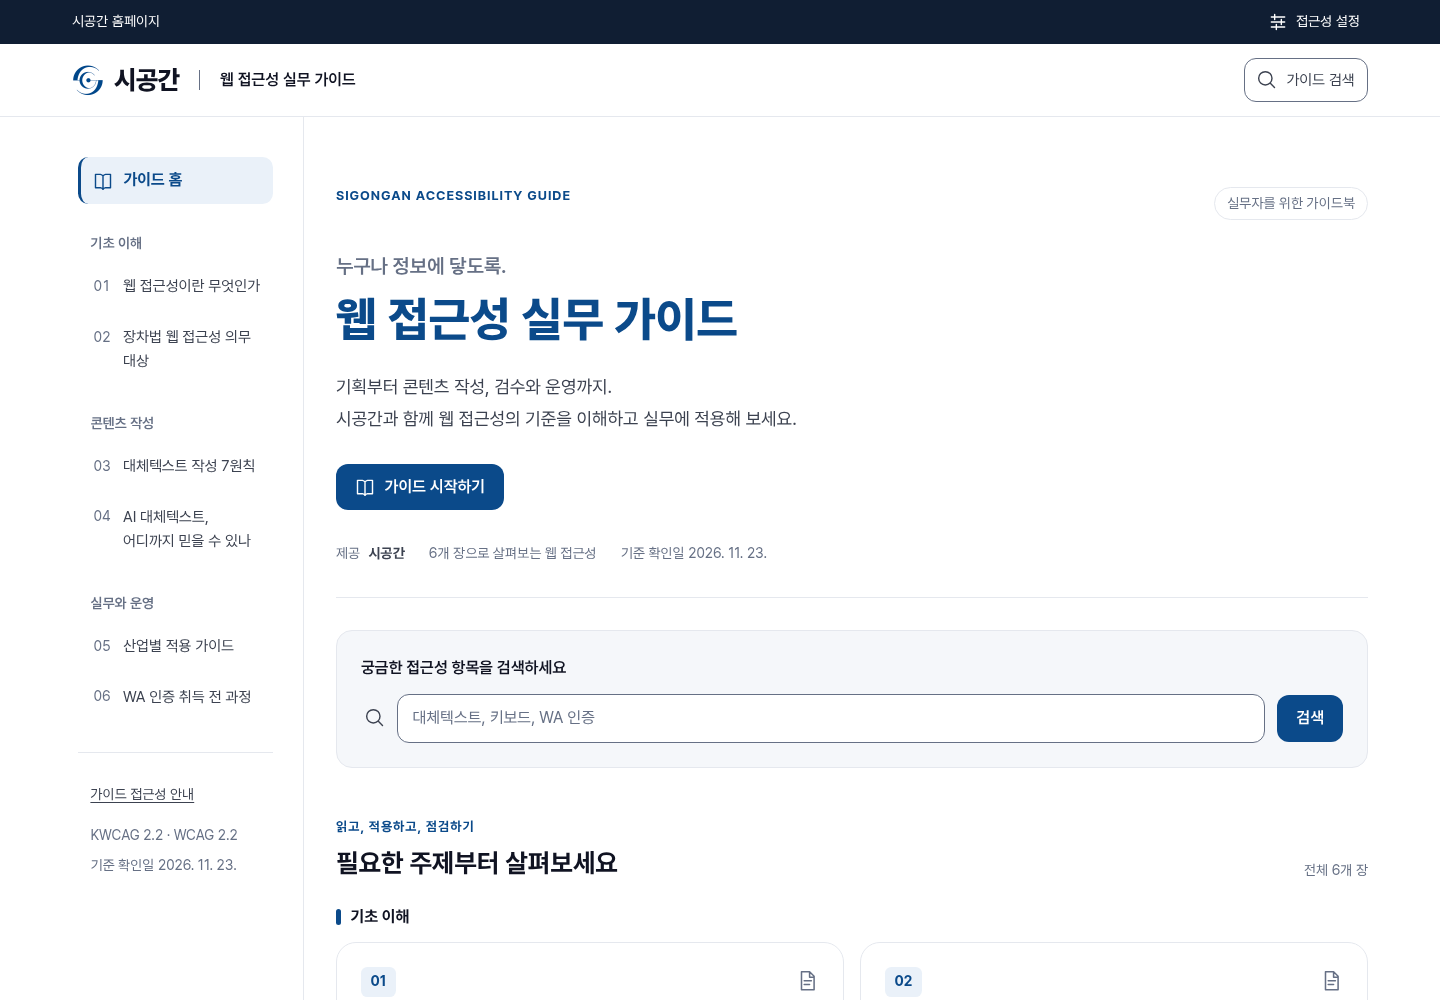 시공간 홈페이지
접근성 설정
시공간
웹 접근성 실무 가이드
가이드 검색
가이드 홈
기초 이해
01 웹 접근성이란 무엇인가
02 장차법 웹 접근성 의무
대상
콘텐츠 작성
03 대체텍스트 작성 7원칙
04 AI 대체텍스트,
어디까지 믿을 수 있나
실무와 운영
05 산업별 적용 가이드
06 WA 인증 취득 전 과정
가이드 접근성 안내
KWCAG 2.2 · WCAG 2.2
기준 확인일 2026. 11. 23.
SIGONGAN ACCESSIBILITY GUIDE
실무자를 위한 가이드북
누구나 정보에 닿도록.
웹 접근성 실무 가이드
기획부터 콘텐츠 작성, 검수와 운영까지.
시공간과 함께 웹 접근성의 기준을 이해하고 실무에 적용해 보세요.
가이드 시작하기
제공 시공간 6개 장으로 살펴보는 웹 접근성 기준 확인일 2026. 11. 23.
궁금한 접근성 항목을 검색하세요
대체텍스트, 키보드, WA 인증
검색
읽고, 적용하고, 점검하기
필요한 주제부터 살펴보세요
전체 6개 장
기초 이해
01
02